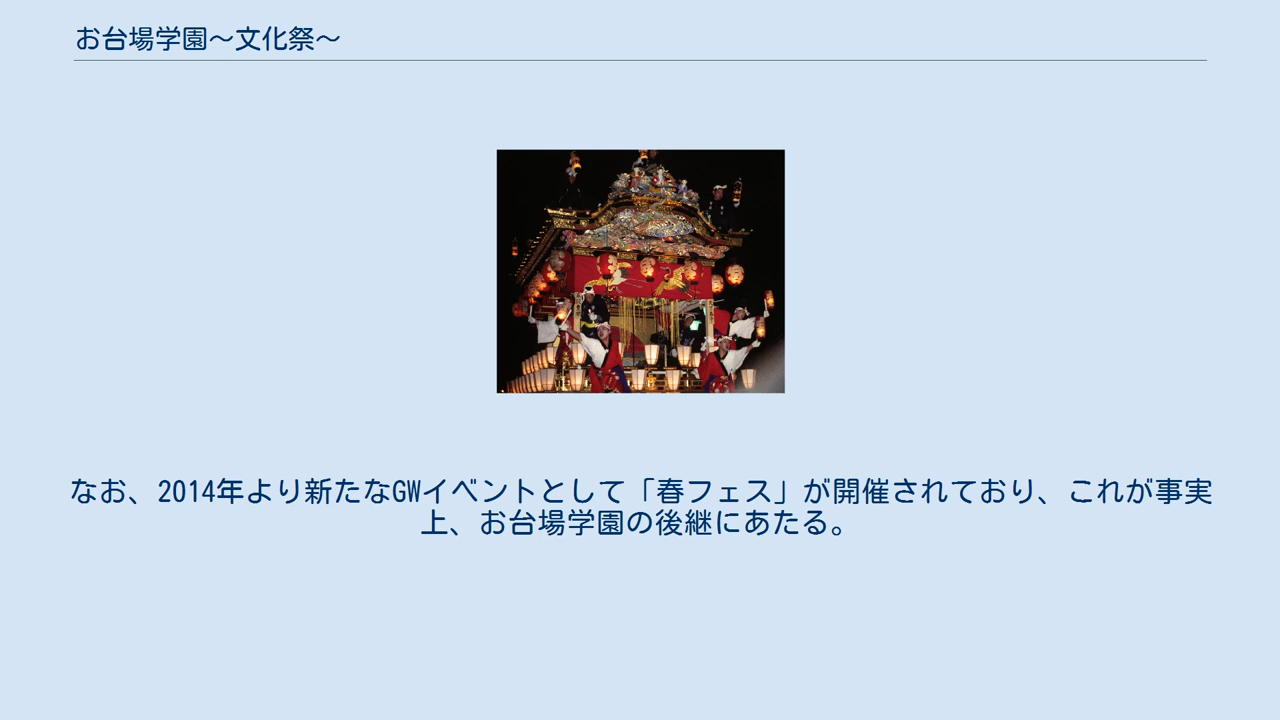 お台場学園〜文化祭〜
なお、2014年より新たなGWイベントとして「春フェス」が開催されており、これが事実
上、お台場学園の後継にあたる。